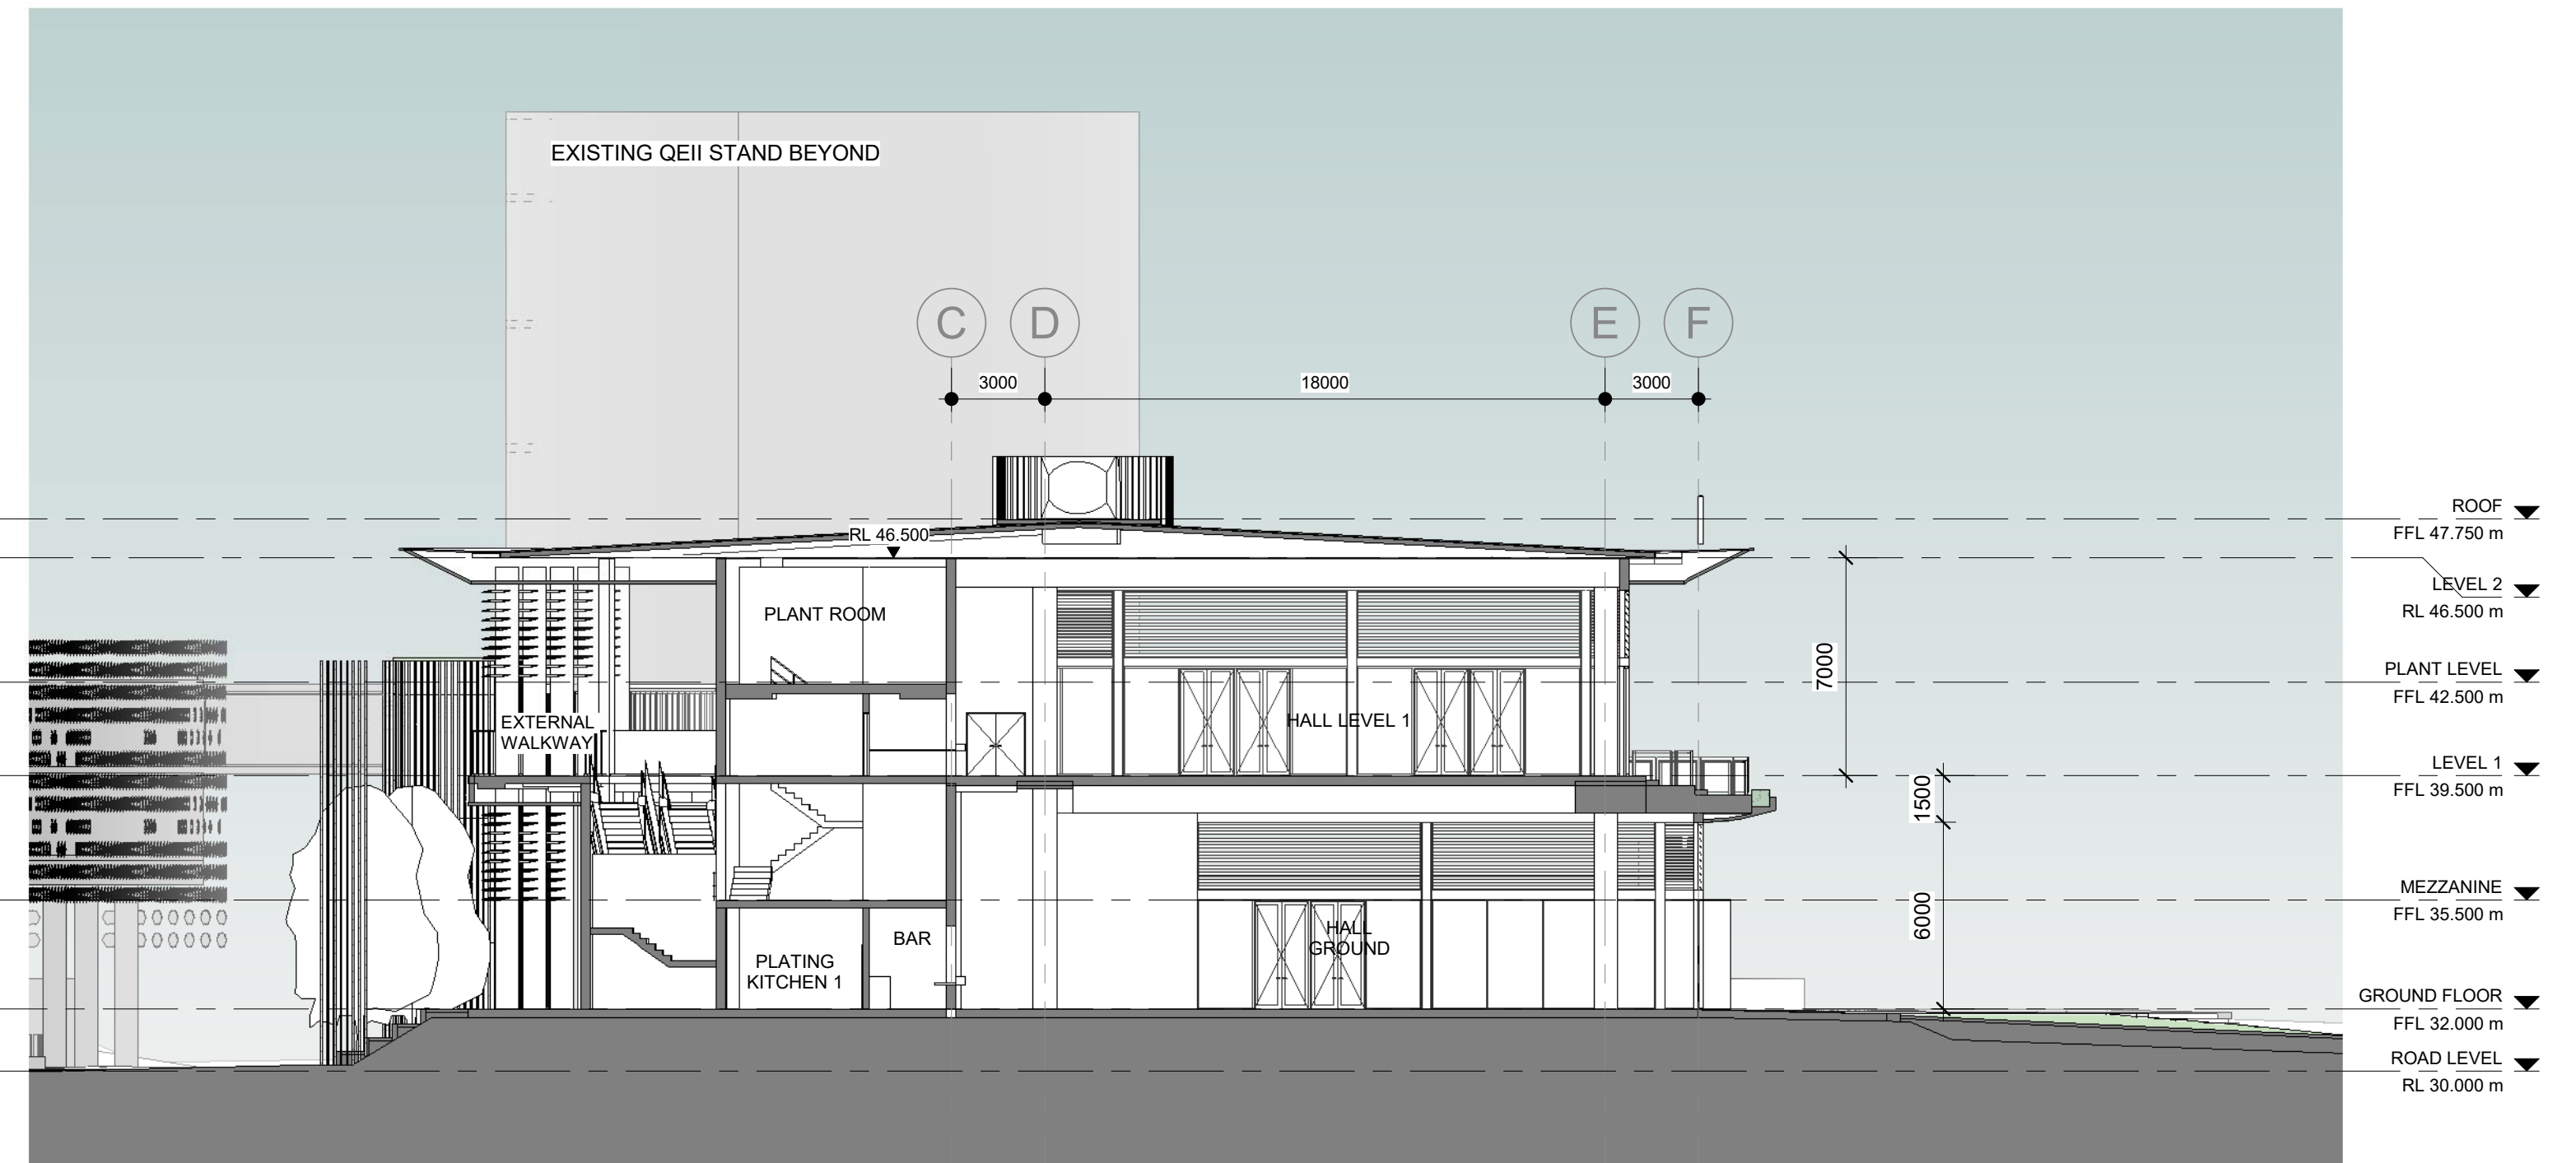 EXISTING QEII STAND BEYOND
C
D
E
F
3000
18000
3000
ROOF
FFL 47.750 m
RL 46.500
LEVEL 2
RL 46.500 m
PLANT ROOM
7000
PLANT LEVEL
FFL 42.500 m
EXTERNAL
WALKWAY
HALL LEVEL 1
LEVEL 1
FFL 39.500 m
1500
MEZZANINE
FFL 35.500 m
6000
BAR
HALL
GROUND
PLATING
KITCHEN 1
GROUND FLOOR
FFL 32.000 m
ROAD LEVEL
RL 30.000 m